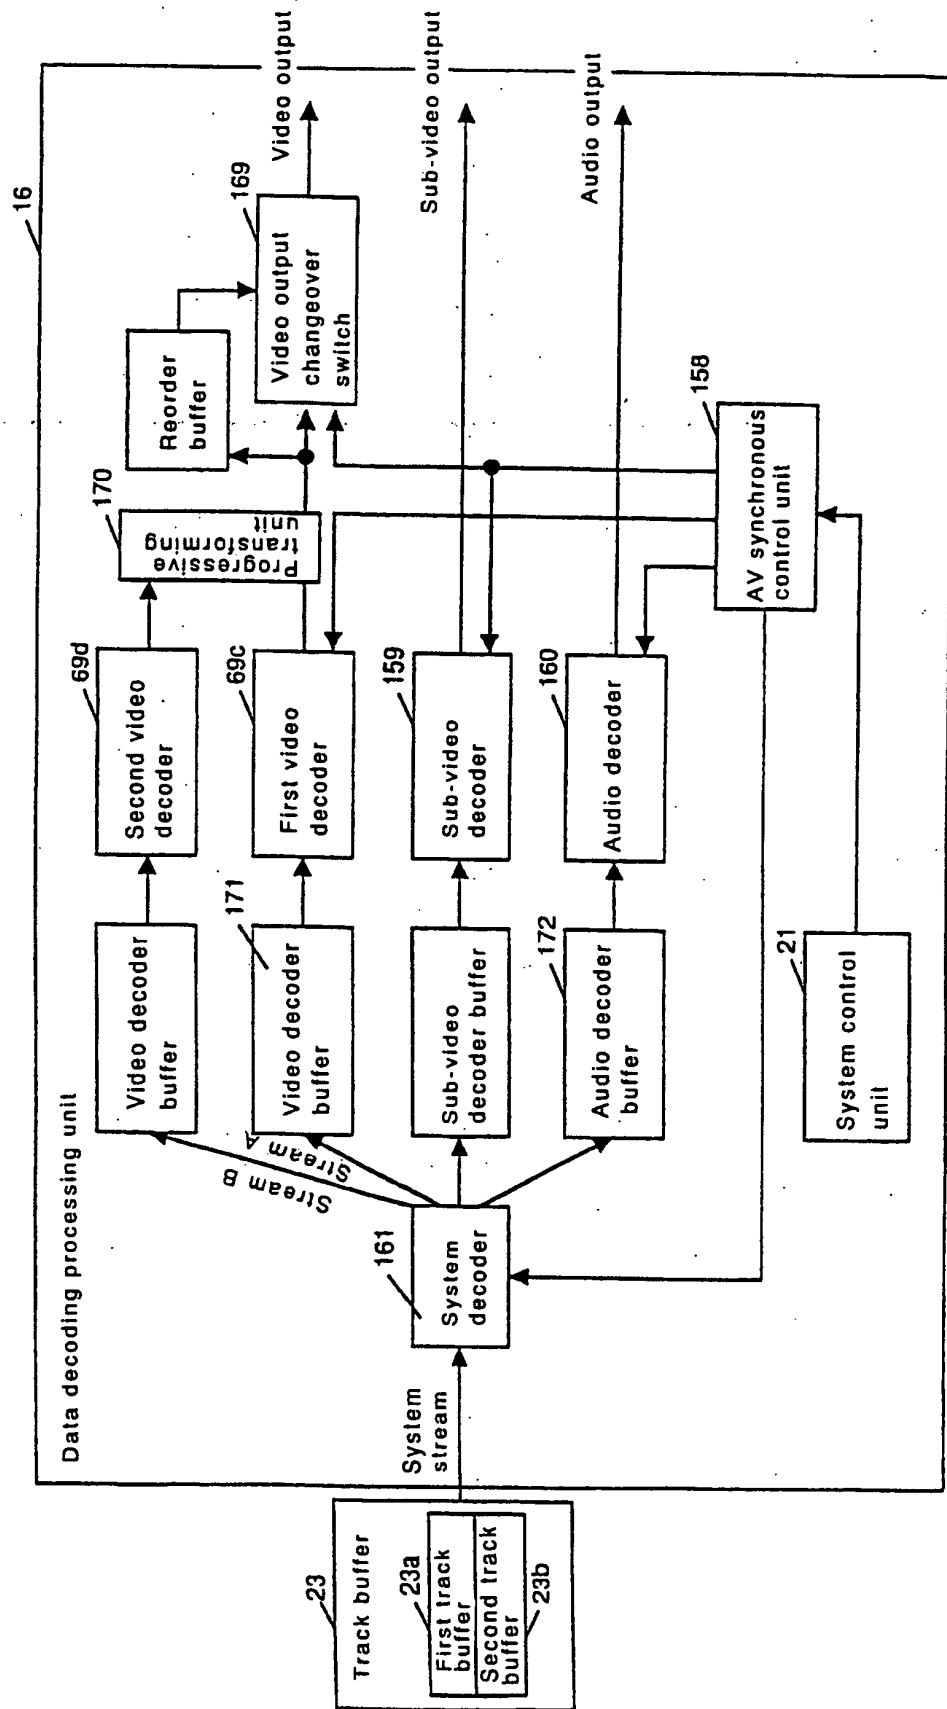 16
Data decoding processing unit
23
Track buffer
23a
First track
buffer
Second track
buffer
23b
System
stream
161
System
decoder
Stream B
Stream A
Video decoder
buffer
69d
Second video
decoder
170
Progressive
transforming
unit
Reorder
buffer
169
Video output
changeover
switch
Video output
171
Video decoder
buffer
69c
First video
decoder
Sub-video
decoder buffer
159
Sub-video
decoder
Sub-video output
172
Audio decoder
buffer
160
Audio decoder
Audio output
21
System control
unit
158
AV synchronous
control unit